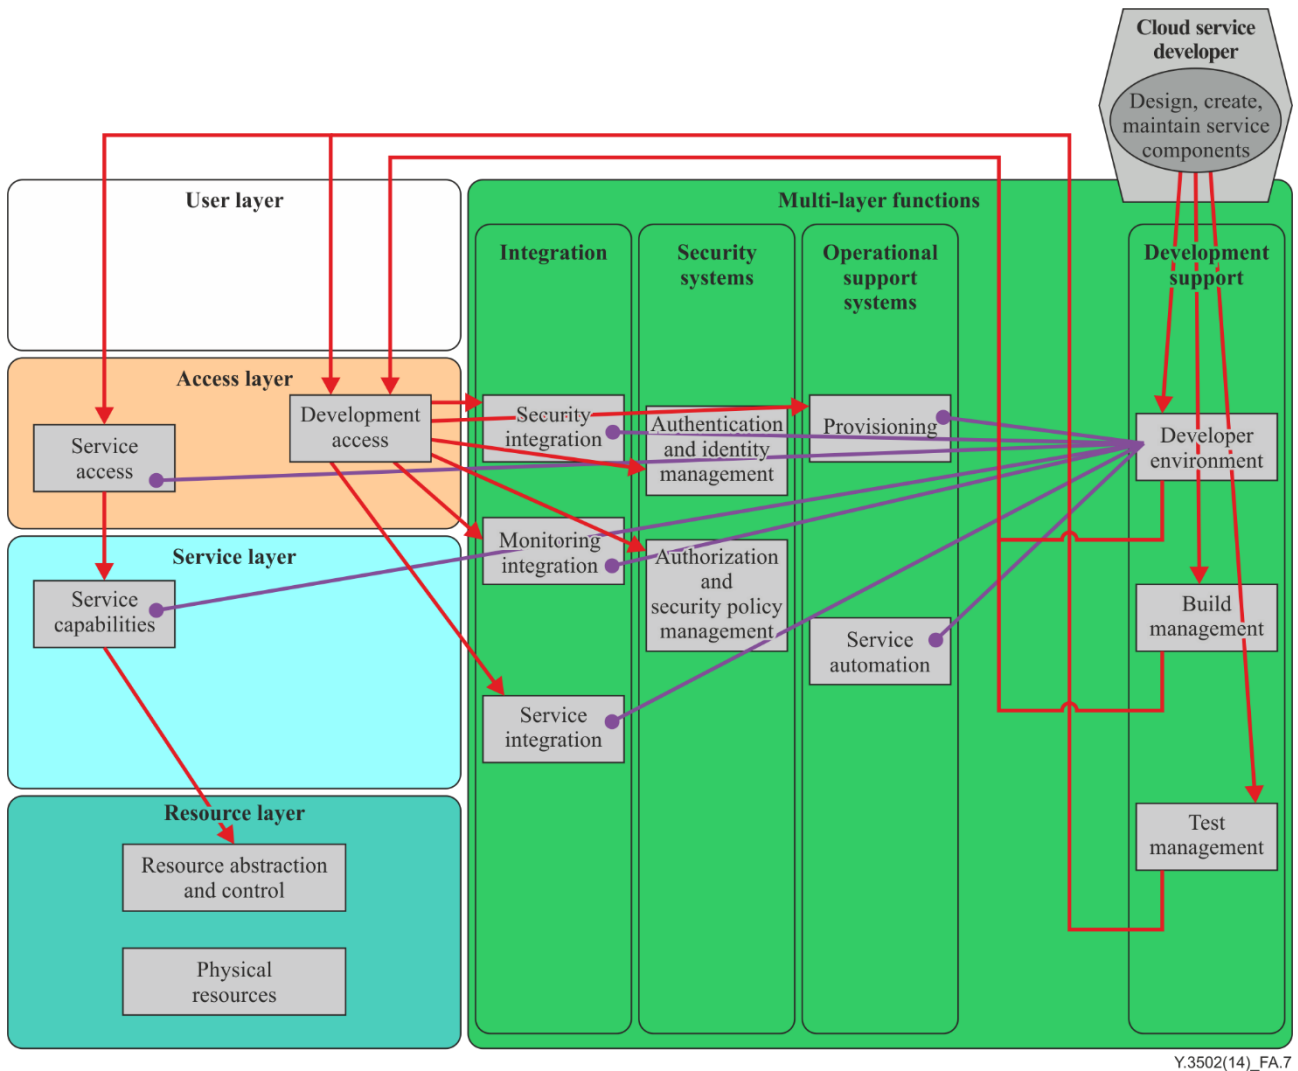 Cloud service
developer
Design, create,
maintain service
components
User layer
Multi-layer functions
Integration
Security
systems
Operational
support
systems
Development
support
Access layer
Development
access
Service
access
Security
integration
Authentication
and identity
management
Provisioning
Developer
environment
Monitoring
integration
Authorization
and
security policy
management
Service layer
Service
capabilities
Build
management
Service
automation
Service
integration
Resource layer
Resource abstraction
and control
Test
management
Physical
resources
Y.3502(14)_FA.7